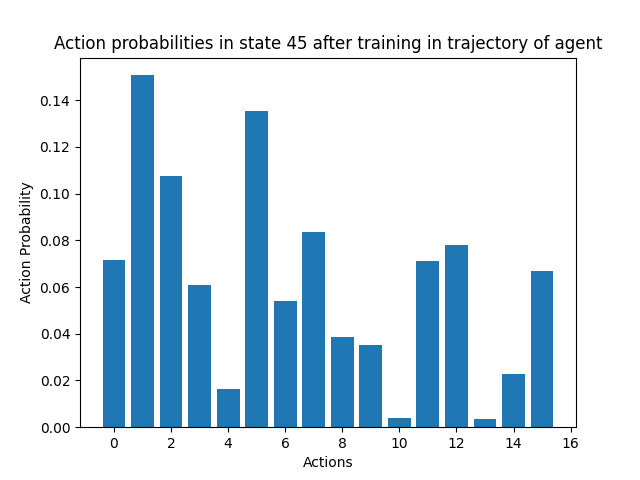 Action probabilities in state 45 after training in trajectory of agent
0.14
0.12
0.10
0.08
0.06
0.04
0.02
0.00
Action Probability
0 2 4 6 8 10 12 14 16
Actions